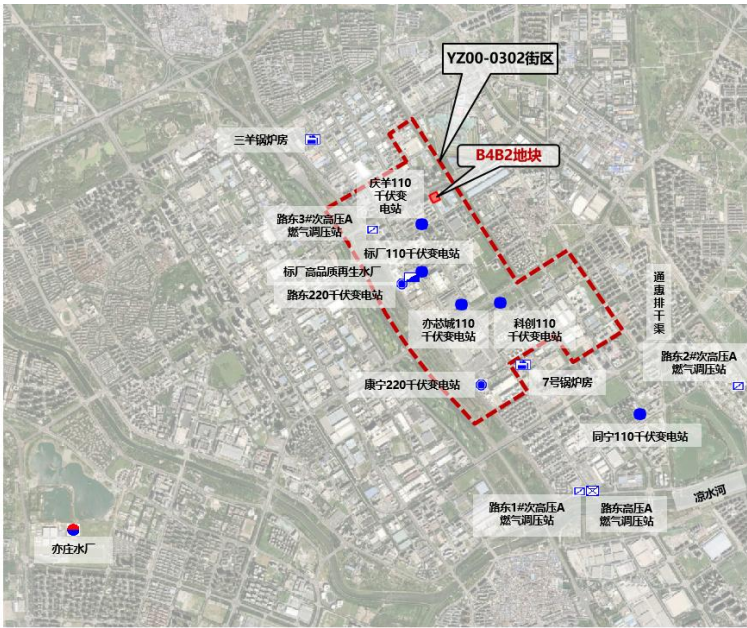 YZ00-0302街区
三羊锅炉房
B4B2地块
庆羊110
千伏变
电站
路东3#次高压A
燃气调压站
标厂110千伏变电站
标厂高品质再生水厂
路东220千伏变电站
通
惠
排
干
渠
亦芯城110
千伏变电站
科创110
千伏变电站
路东2#次高压A
燃气调压站
康宁220千伏变电站
7号锅炉房
同宁110千伏变电站
凉水河
路东1#次高压A
燃气调压站
路东高压A
燃气调压站
亦庄水厂